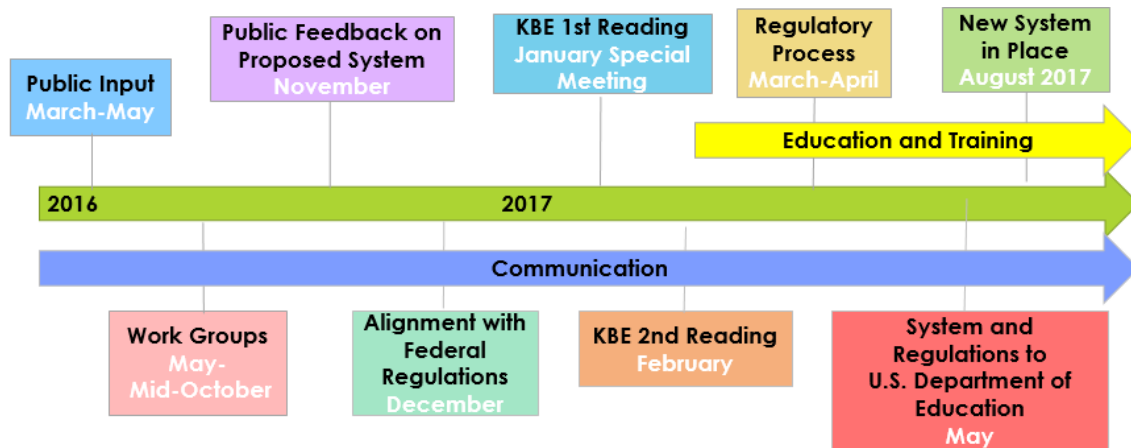 Public Input
March-May
Public Feedback on
Proposed System
November
KBE 1st Reading
January Special
Meeting
Regulatory
Process
March-April
New System
in Place
August 2017
Education and Training
2016
2017
Communication
Work Groups
May-
Mid-October
Alignment with
Federal
Regulations
December
KBE 2nd Reading
February
System and
Regulations to
U.S. Department of
Education
May